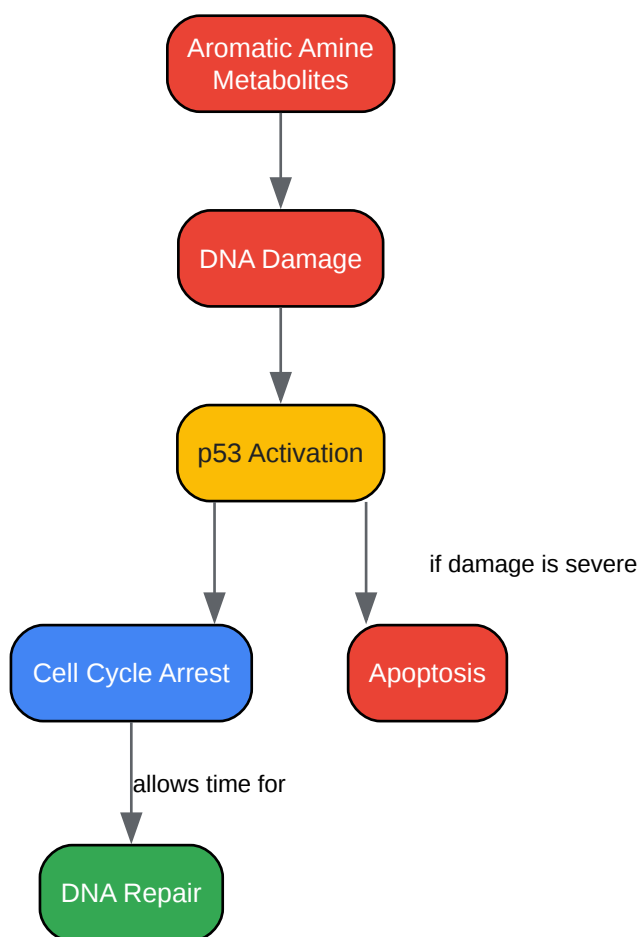 Aromatic Amine
Metabolites
DNA Damage
p53 Activation
if damage is severe
Cell Cycle Arrest
Apoptosis
allows time for
DNA Repair